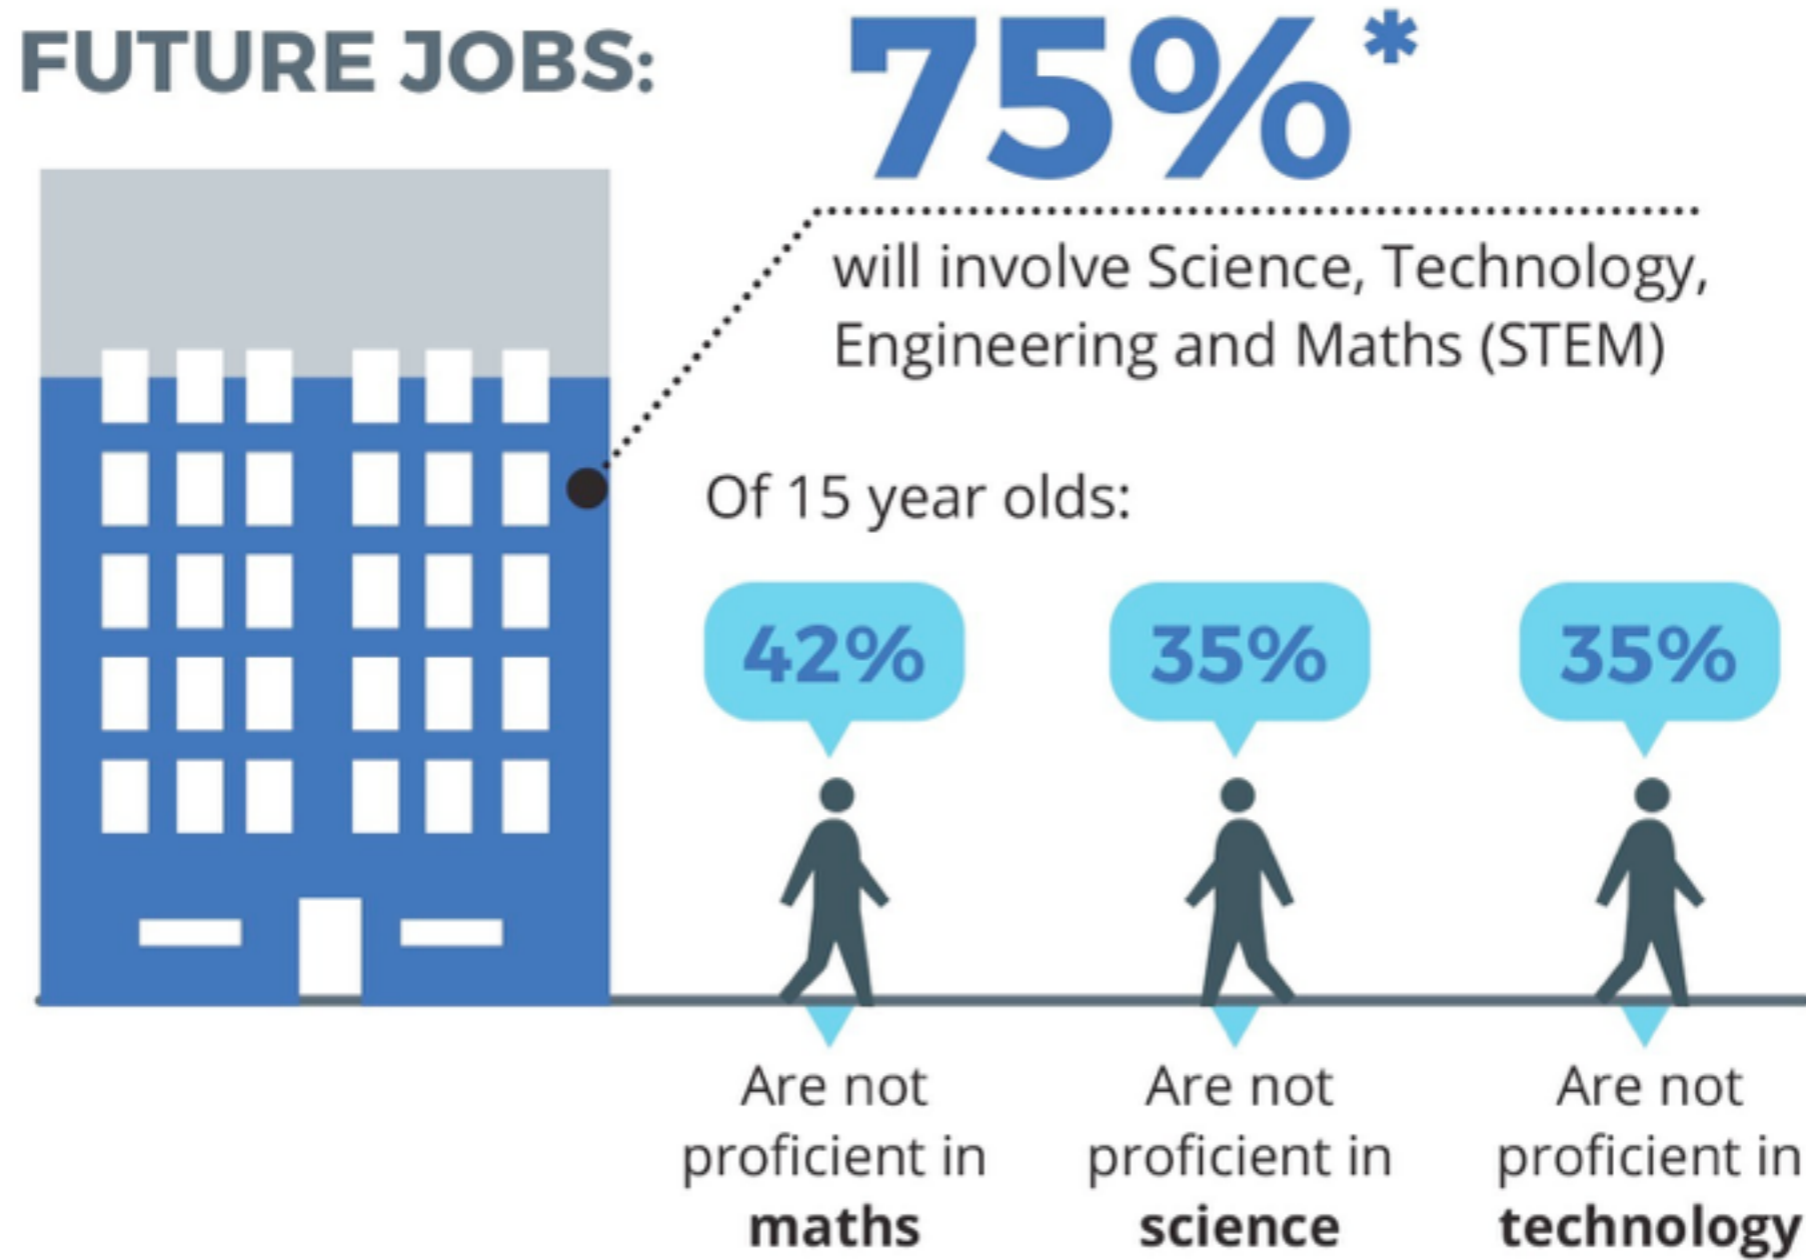 FUTURE JOBS:
75%*
will involve Science, Technology,
Engineering and Maths (STEM)
Of 15 year olds:
42%
35%
35%
Are not
proficient in
maths
Are not
proficient in
science
Are not
proficient in
technology